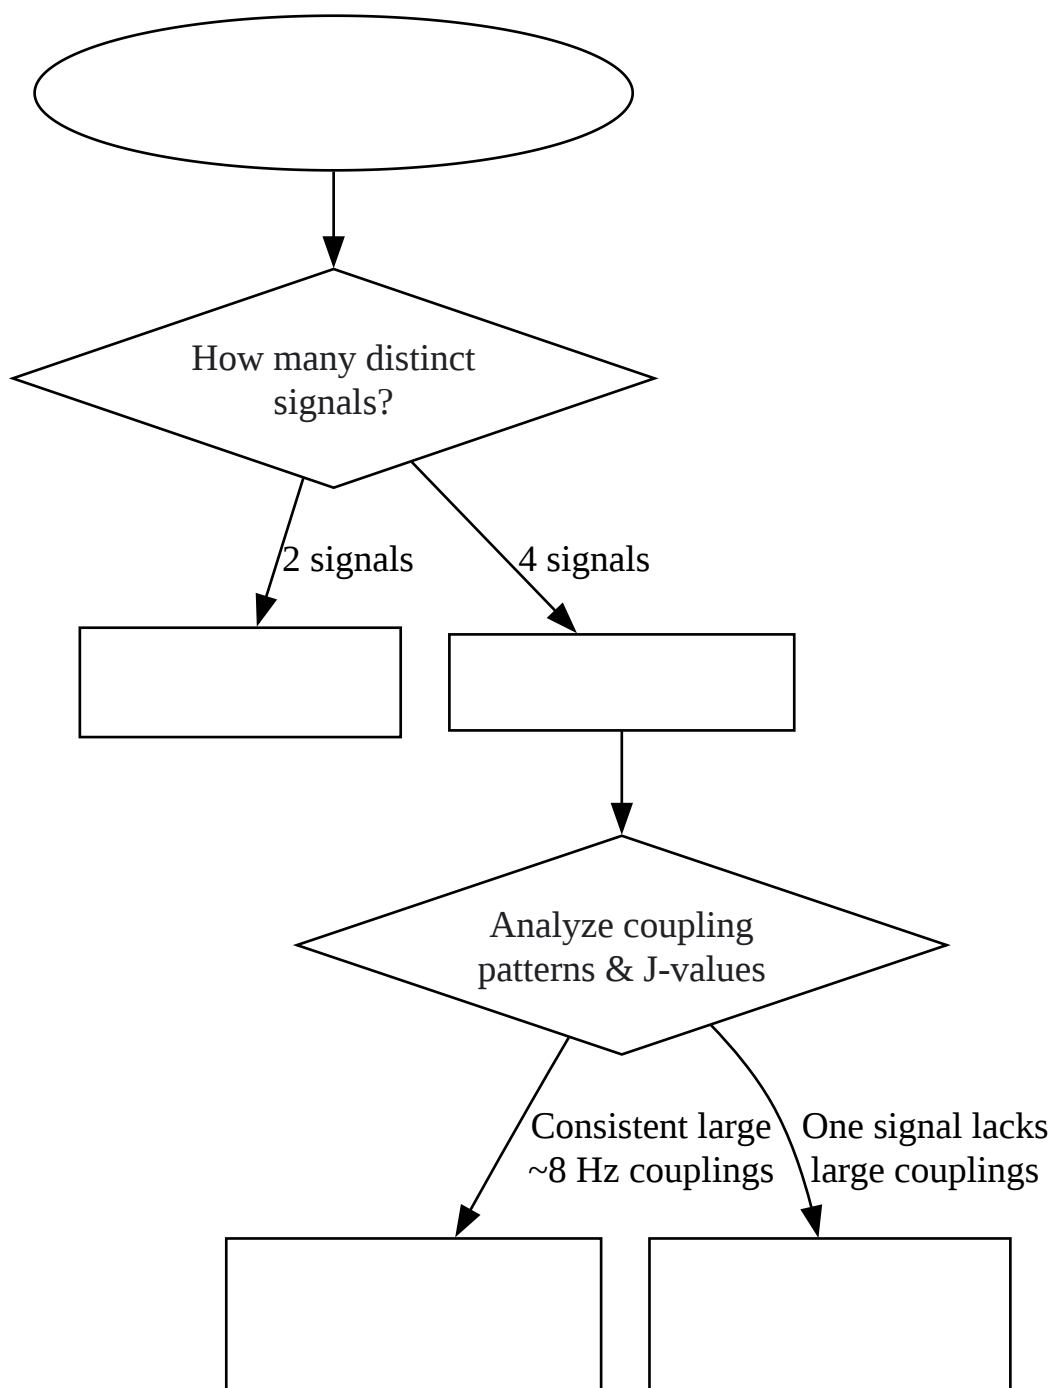 How many distinct
signals?
2 signals
4 signals
Analyze coupling
patterns & J-values
Consistent large
~8 Hz couplings
One signal lacks
large couplings